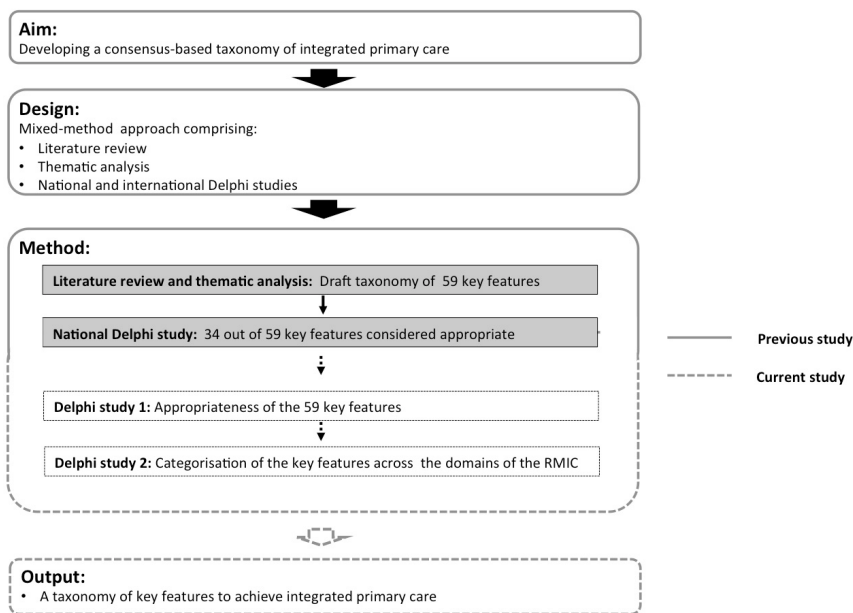 Aim:
Developing a consensus-based taxonomy of integrated primary care
Design:
Mixed-method approach comprising:
• Literature review
• Thematic analysis
• National and international Delphi studies
Method:
Literature review and thematic analysis: Draft taxonomy of 59 key features
National Delphi study: 34 out of 59 key features considered appropriate
Delphi study 1: Appropriateness of the 59 key features
Delphi study 2: Categorisation of the key features across the domains of the RMIC
Previous study
Current study
Output:
• A taxonomy of key features to achieve integrated primary care